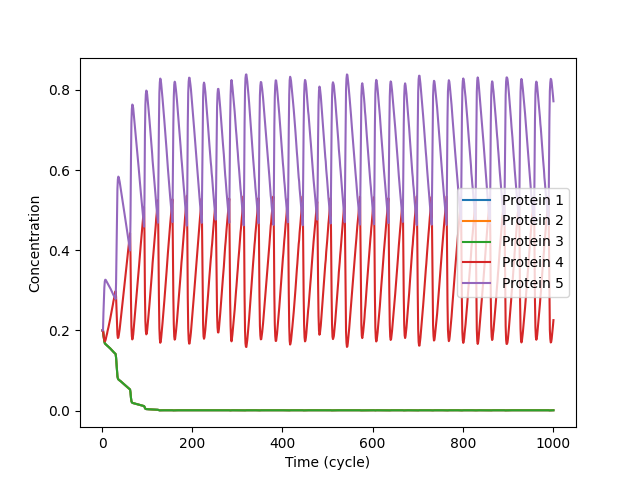 0.8
0.6
0.4
0.2
0.0
Concentration
Protein 1
Protein 2
Protein 3
Protein 4
Protein 5
0
200
400
600
800
1000
Time (cycle)